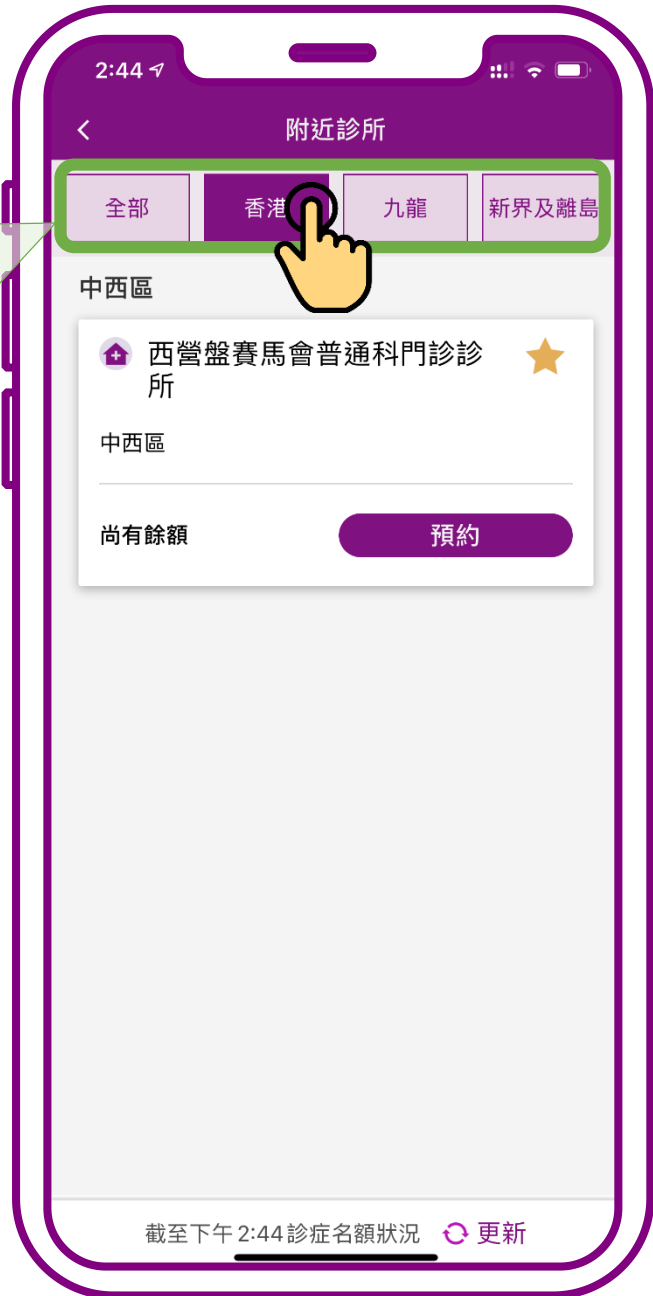 2:44
附近診所
全部 香港 九龍 新界及離島
中西區
西營盤賽馬會普通科門診診
所
中西區
尚有餘額 預約
截至下午2:44診症名額狀況 更新